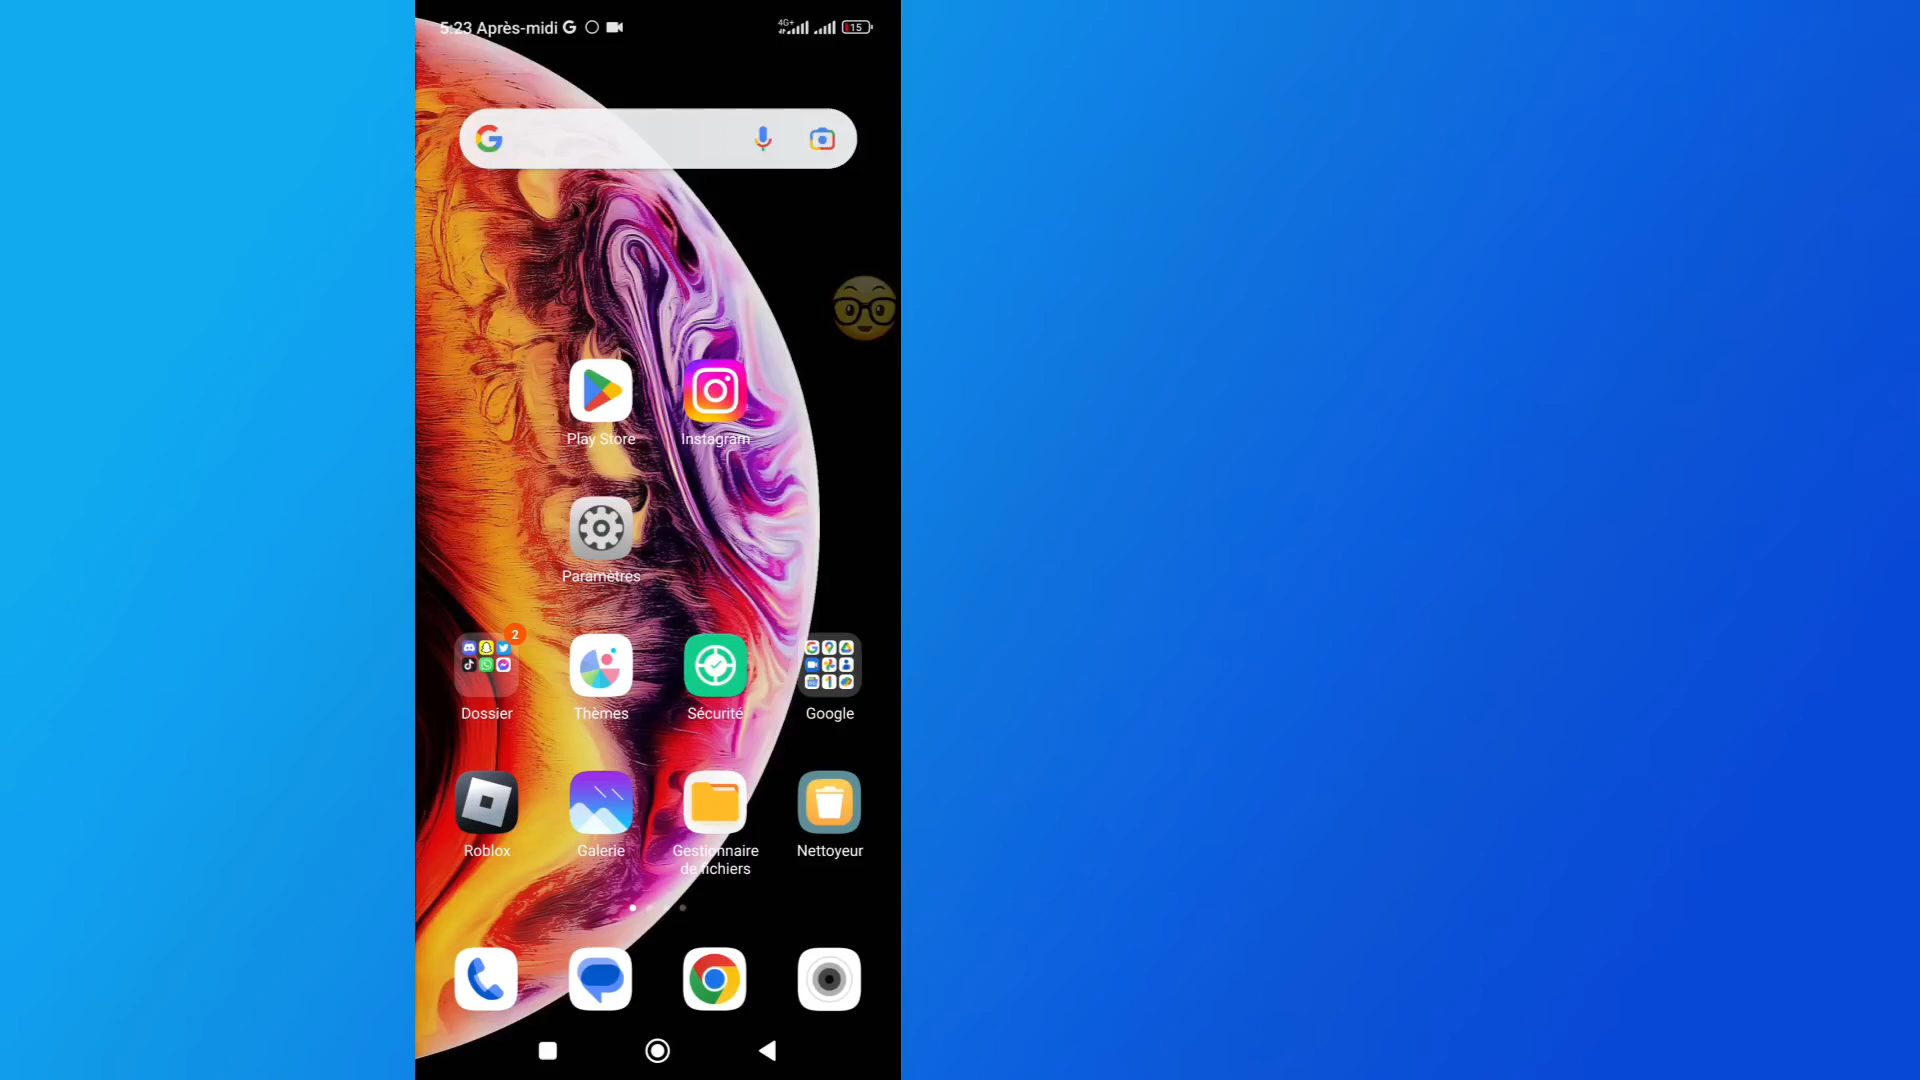 5:23 Après-midi
4G+
15
Play Store
Instagram
Paramètres
2
Dossier
Thèmes
Sécurité
Google
Roblox
Galerie
Gestionnaire
de fichiers
Nettoyeur